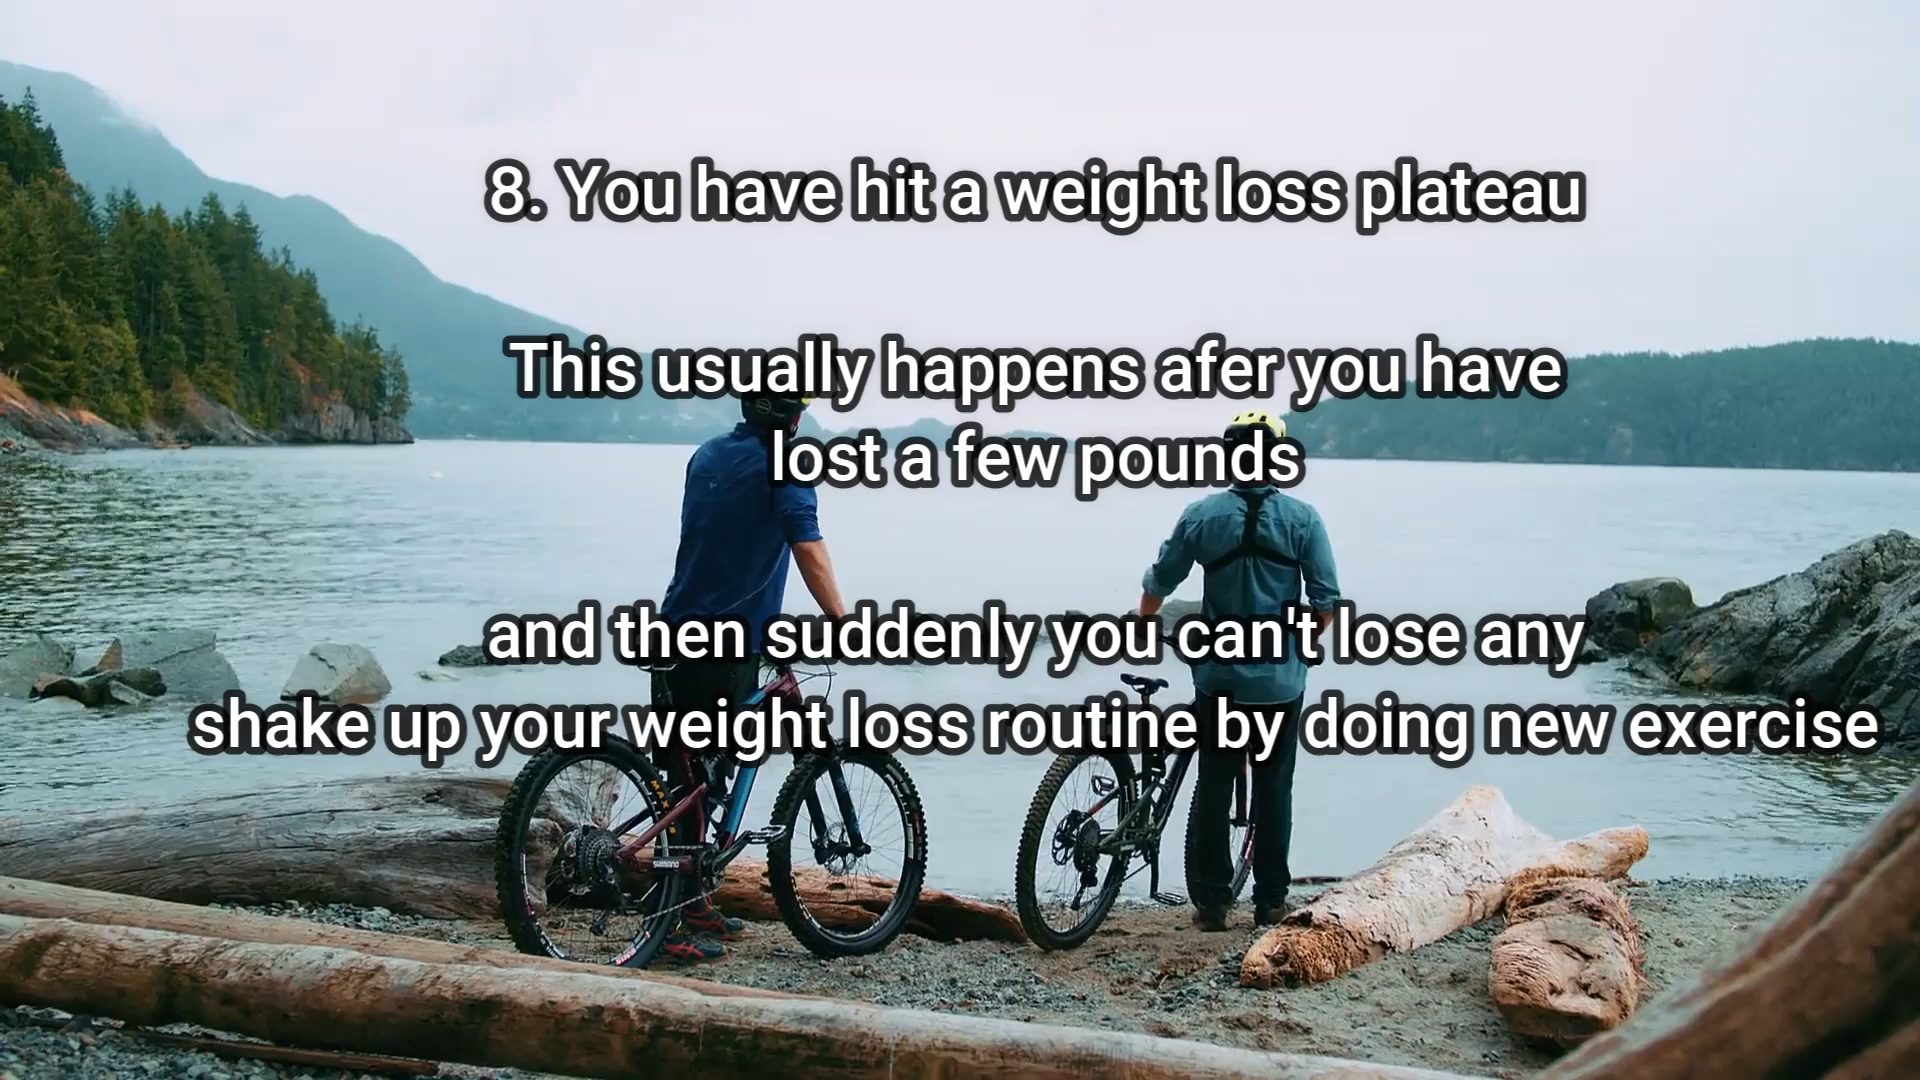 8. You have hit a weight loss plateau
This usually happens afer you have
lost a few pounds
and then suddenly you can't lose any
shake up your weight loss routine by doing new exercise
SHIMANO